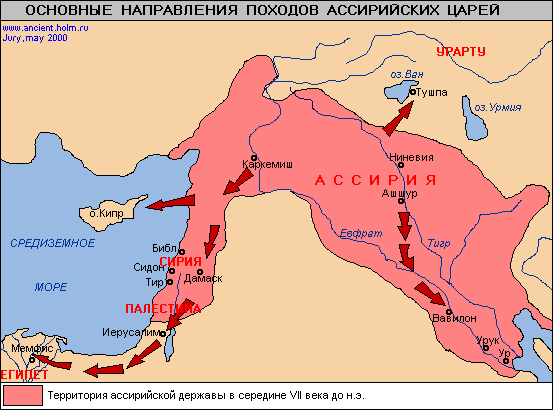 ОСНОВНЫЕ НАПРАВЛЕНИЯ ПОХОДОВ АССИРИЙСКИХ ЦАРЕЙ
www.ancient.holm.ru
Jury, may 2000
УРАРТУ
оз.Ван
Тушпа
оз.Урмия
Каркемиш
Ниневия
АССИРИЯ
Ашшур
о.Кипр
Евфрат
Тигр
СРЕДИЗЕМНОЕ
МОРЕ
Библ
СИРИЯ
Сидон
Дамаск
Тир
ПАЛЕСТИНА
Вавилон
Иерусалим
Урук
Ур
Мемфис
ЕГИПЕТ
Территория ассирийской державы в середине VII века до н.э.